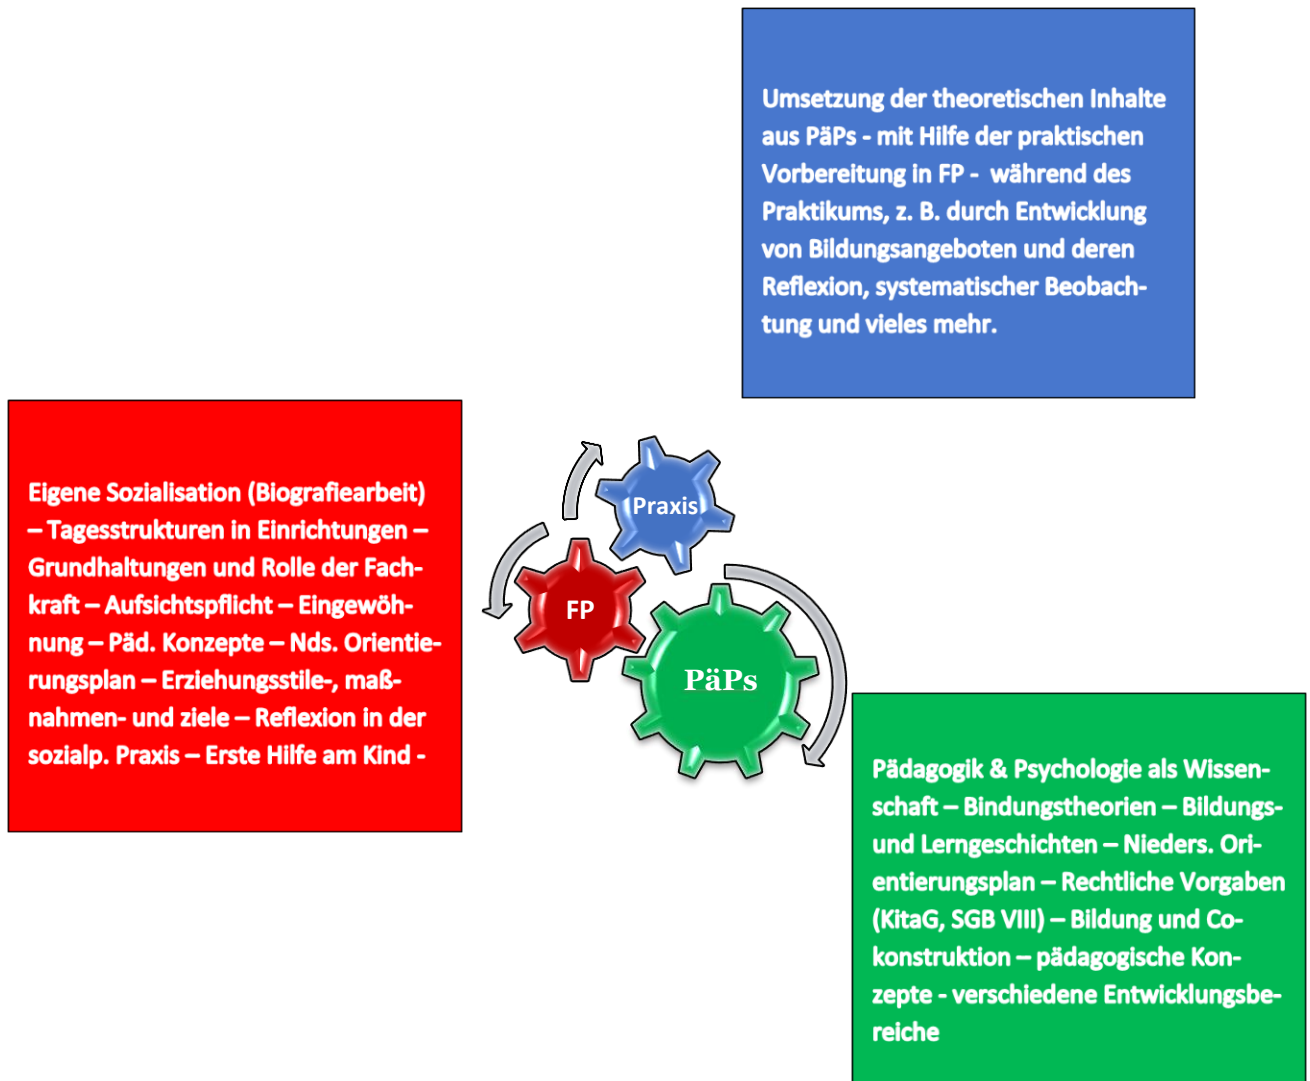 Umsetzung der theoretischen Inhalte
aus PäPs - mit Hilfe der praktischen
Vorbereitung in FP -  während des
Praktikums, z. B. durch Entwicklung
von Bildungsangeboten und deren
Reflexion, systematischer Beobach-
tung und vieles mehr.
Eigene Sozialisation (Biografiearbeit)
– Tagesstrukturen in Einrichtungen –
Grundhaltungen und Rolle der Fach-
kraft – Aufsichtspflicht – Eingewöh-
nung – Päd. Konzepte – Nds. Orientie-
rungsplan – Erziehungsstile-, maß-
nahmen- und ziele – Reflexion in der
sozialp. Praxis – Erste Hilfe am Kind -
Praxis
FP
PäPs
Pädagogik & Psychologie als Wissen-
schaft – Bindungstheorien – Bildungs-
und Lerngeschichten – Nieders. Ori-
entierungsplan – Rechtliche Vorgaben
(KitaG, SGB VIII) – Bildung und Co-
konstruktion – pädagogische Kon-
zepte - verschiedene Entwicklungsbe-
reiche